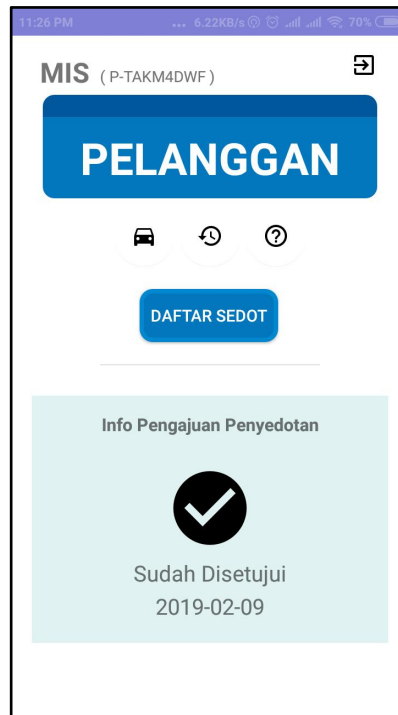 11:26 PM ... 6.22KB/s 70%
MIS ( P-TAKM4DWF )
PELANGGAN
DAFTAR SEDOT
Info Pengajuan Penyedotan
Sudah Disetujui
2019-02-09